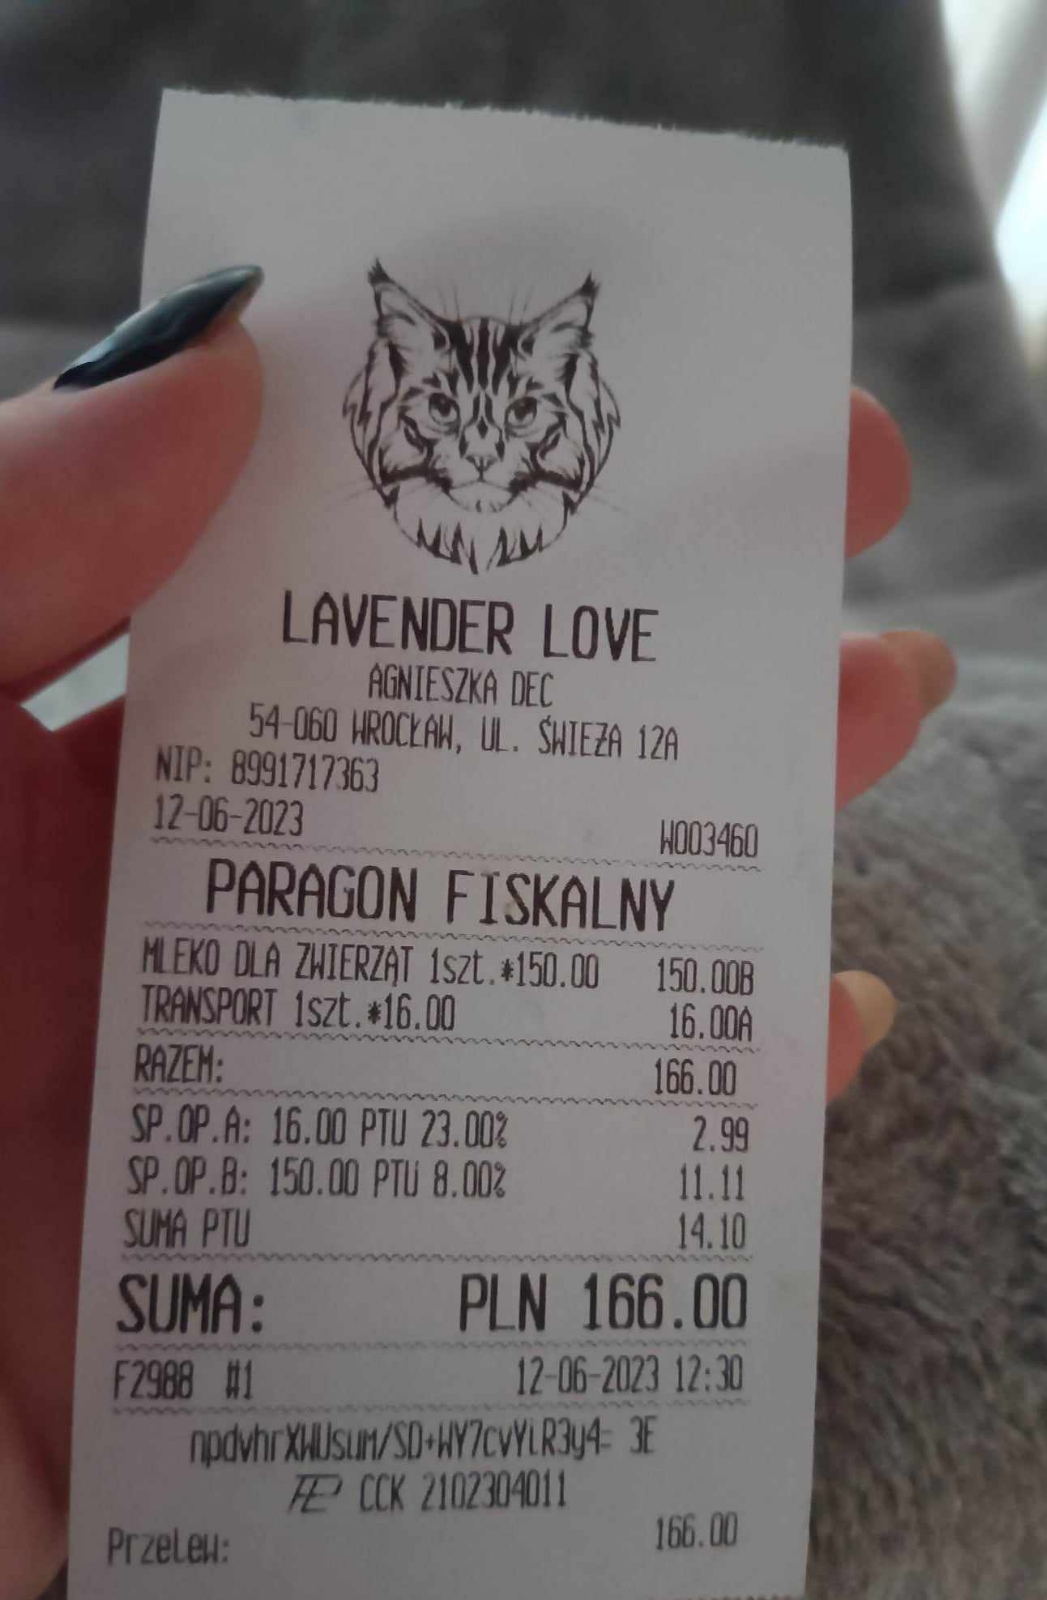 LAVENDER LOVE
AGNIESZKA DEC
54-060 WROCŁAW, UL. ŚWIEŻA 12A
NIP: 8991717363
12-06-2023 W003460
PARAGON FISKALNY
MLEKO DLA ZWIERZĄT 1szt.*150.00 150.00B
TRANSPORT 1szt.*16.00 16.00A
RAZEM: 166.00
SP.OP.A: 16.00 PTU 23.00% 2.99
SP.OP.B: 150.00 PTU 8.00% 11.11
SUMA PTU 14.10
SUMA: PLN 166.00
F2988 #1 12-06-2023 12:30
npdvhrXWUsum/SD+WY7cvYiR3y4= 3E
CCK 2102304011
Przelew: 166.00